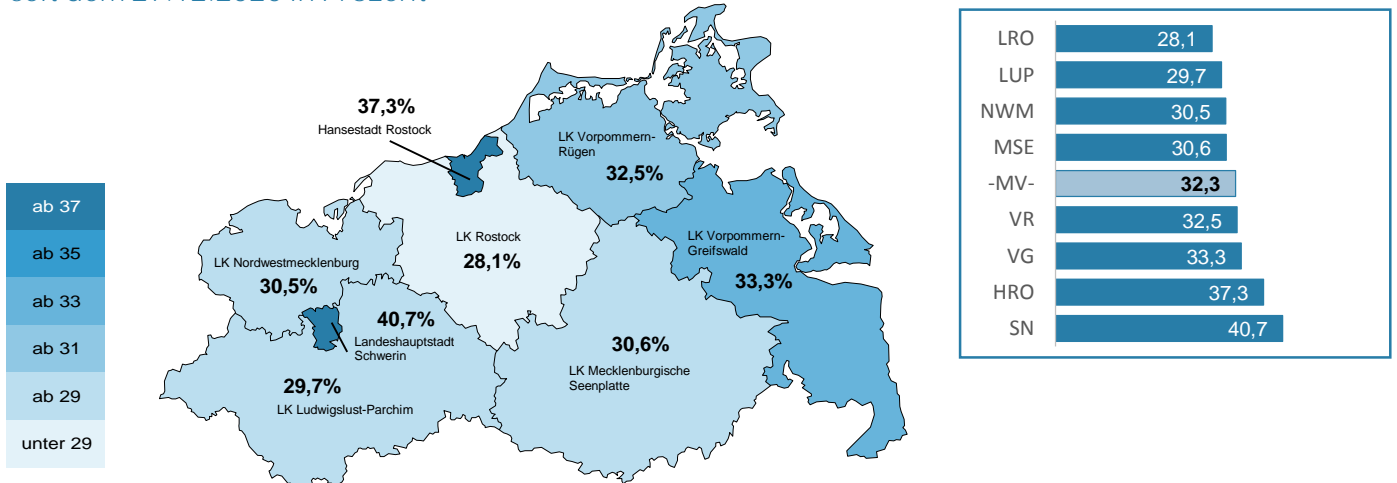 37,3%
Hansestadt Rostock
LK Vorpommern-
Rügen
32,5%
LK Rostock
28,1%
LK Vorpommern-
Greifswald
33,3%
LK Nordwestmecklenburg
30,5%
40,7%
Landeshauptstadt
Schwerin
30,6%
LK Mecklenburgische
Seenplatte
29,7%
LK Ludwigslust-Parchim
ab 37
ab 35
ab 33
ab 31
ab 29
unter 29
LRO 28,1
LUP 29,7
NWM 30,5
MSE 30,6
-MV- 32,3
VR 32,5
VG 33,3
HRO 37,3
SN 40,7